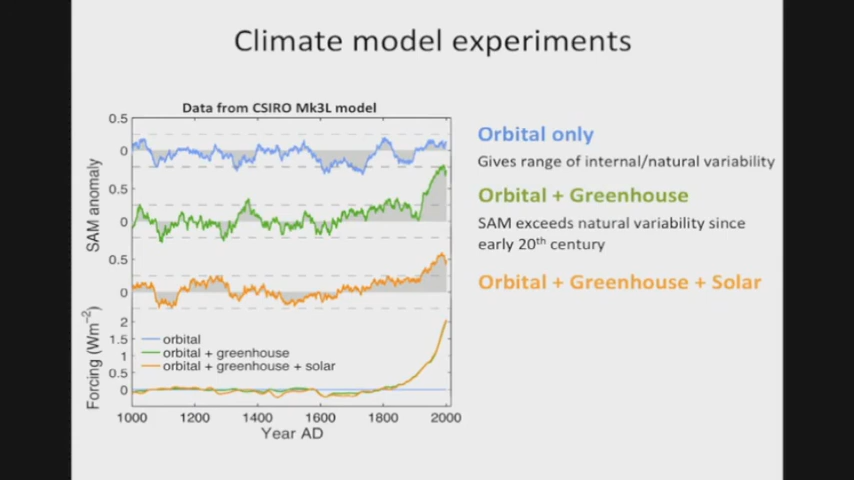 Climate model experiments
Data from CSIRO Mk3L model
0.5
0
0.5
0
0.5
0
SAM anomaly
2
1.5
1
0.5
0
Forcing (Wm⁻²)
orbital
orbital + greenhouse
orbital + greenhouse + solar
1000 1200 1400 1600 1800 2000
Year AD
Orbital only
Gives range of internal/natural variability
Orbital + Greenhouse
SAM exceeds natural variability since
early 20th century
Orbital + Greenhouse + Solar